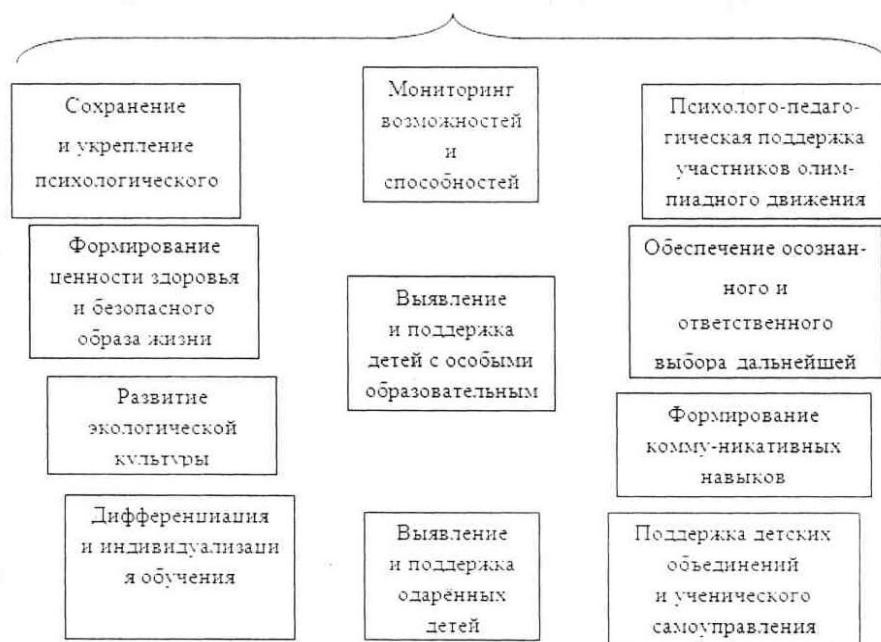 Сохранение
и укрепление
психологического
Мониторинг
возможностей
и
способностей
Психолого-педаго-
гическая поддержка
участников олим-
пиадного движения
Формирование
ценности здоровья
и безопасного
образа жизни
Выявление
и поддержка
детей с особыми
образовательным
Обеспечение осознан-
ного и
ответственного
выбора дальнейшей
Развитие
экологической
культуры
Формирование
комму-никативных
навыков
Дифференциация
и индивидуализаци
я обучения
Выявление
и поддержка
одарённых
детей
Поддержка детских
объединений
и ученического
самоуправления